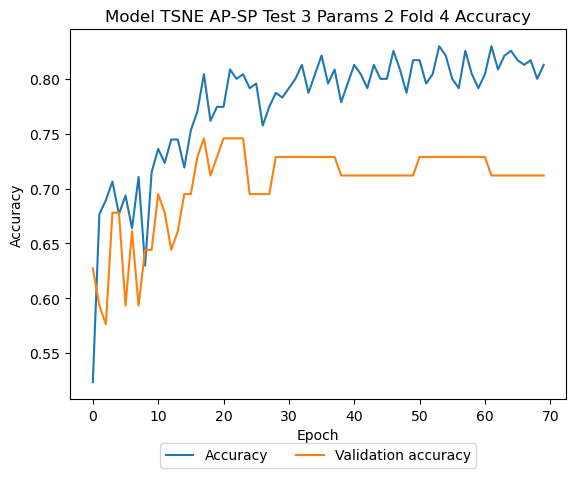 Model TSNE AP-SP Test 3 Params 2 Fold 4 Accuracy
0.80
0.75
0.70
0.65
0.60
0.55
Accuracy
0 10 20 30 40 50 60 70
Epoch
Accuracy Validation accuracy